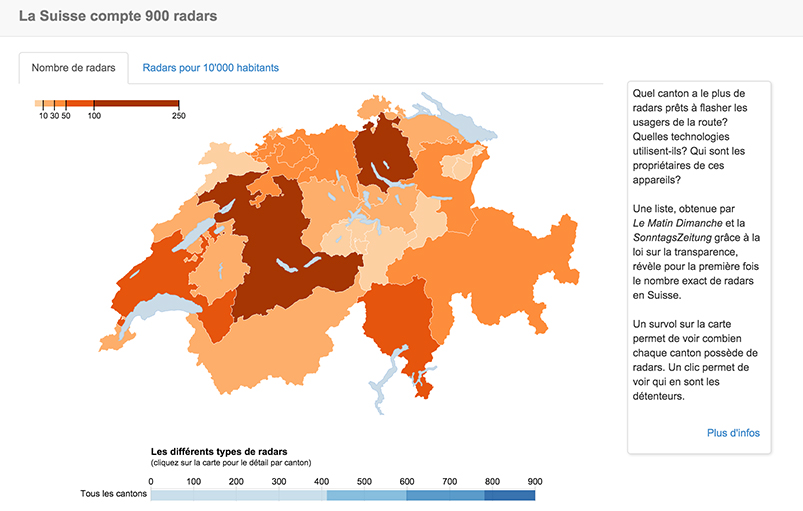 La Suisse compte 900 radars
Nombre de radars
Radars pour 10'000 habitants
10 30 50 100 250
Quel canton a le plus de
radars prêts à flasher les
usagers de la route?
Quelles technologies
utilisent-ils? Qui sont les
propriétaires de ces
appareils?
Une liste, obtenue par
Le Matin Dimanche et la
SonntagsZeitung grâce à la
loi sur la transparence,
révèle pour la première fois
le nombre exact de radars
en Suisse.
Un survol sur la carte
permet de voir combien
chaque canton possède de
radars. Un clic permet de
voir qui en sont les
détenteurs.
Plus d'infos
Les différents types de radars
(cliquez sur la carte pour le détail par canton)
0 100 200 300 400 500 600 700 800 900
Tous les cantons